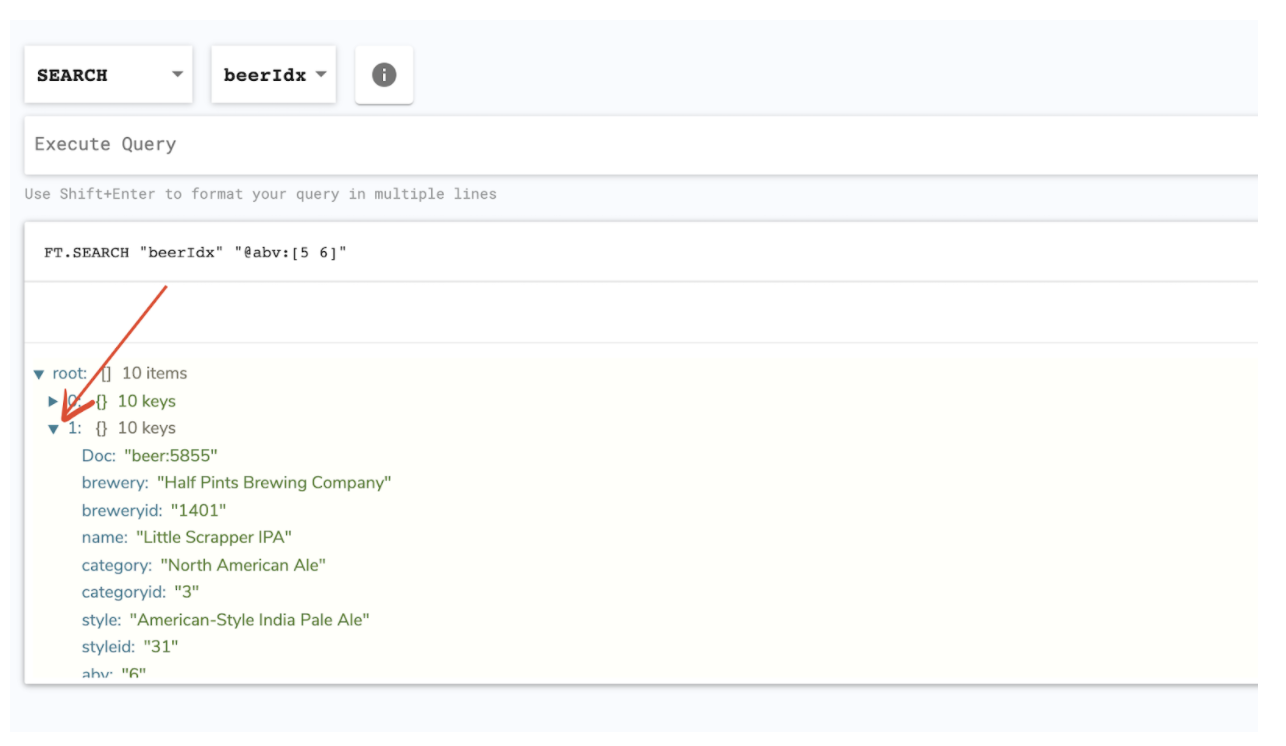 SEARCH beerIdx
Execute Query
Use Shift+Enter to format your query in multiple lines
FT.SEARCH "beerIdx" "@abv:[5 6]"
root: [] 10 items
0: {} 10 keys
1: {} 10 keys
Doc: "beer:5855"
brewery: "Half Pints Brewing Company"
breweryid: "1401"
name: "Little Scrapper IPA"
category: "North American Ale"
categoryid: "3"
style: "American-Style India Pale Ale"
styleid: "31"
abv: "6"